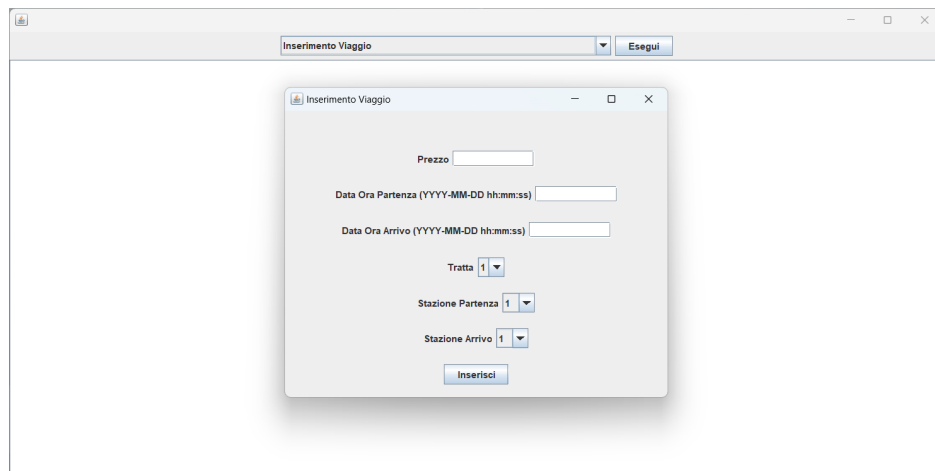 Inserimento Viaggio Esegui
Inserimento Viaggio
Prezzo
Data Ora Partenza (YYYY-MM-DD hh:mm:ss)
Data Ora Arrivo (YYYY-MM-DD hh:mm:ss)
Tratta 1
Stazione Partenza 1
Stazione Arrivo 1
Inserisci